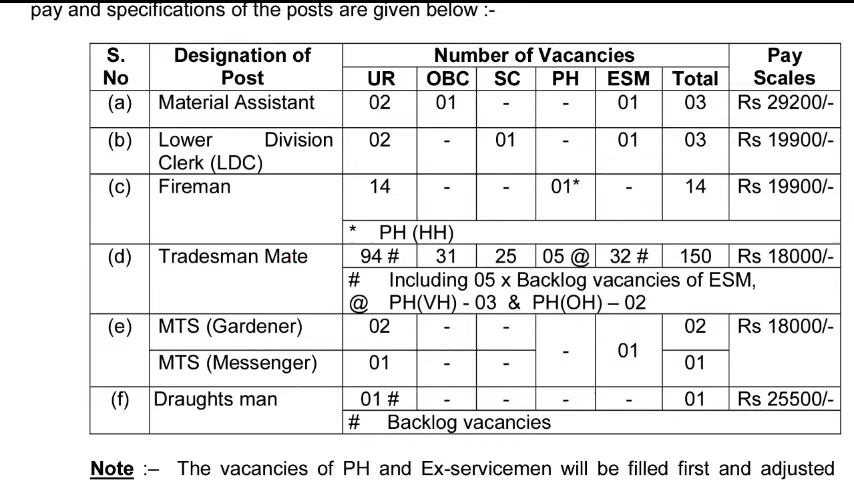 pay and specifications of the posts are given below :-
S. No | Designation of Post | Number of Vacancies | Pay Scales
UR | OBC | SC | PH | ESM | Total
(a) | Material Assistant | 02 | 01 | - | - | 01 | 03 | Rs 29200/-
(b) | Lower Division Clerk (LDC) | 02 | - | 01 | - | 01 | 03 | Rs 19900/-
(c) | Fireman | 14 | - | - | 01* | - | 14 | Rs 19900/-
* PH (HH)
(d) | Tradesman Mate | 94 # | 31 | 25 | 05 @ | 32 # | 150 | Rs 18000/-
# Including 05 x Backlog vacancies of ESM,
@ PH(VH) - 03 & PH(OH) – 02
(e) | MTS (Gardener) | 02 | - | - | - | 01 | 02 | Rs 18000/-
MTS (Messenger) | 01 | - | - | 01
(f) | Draughts man | 01 # | - | - | - | - | 01 | Rs 25500/-
# Backlog vacancies
Note :– The vacancies of PH and Ex-servicemen will be filled first and adjusted